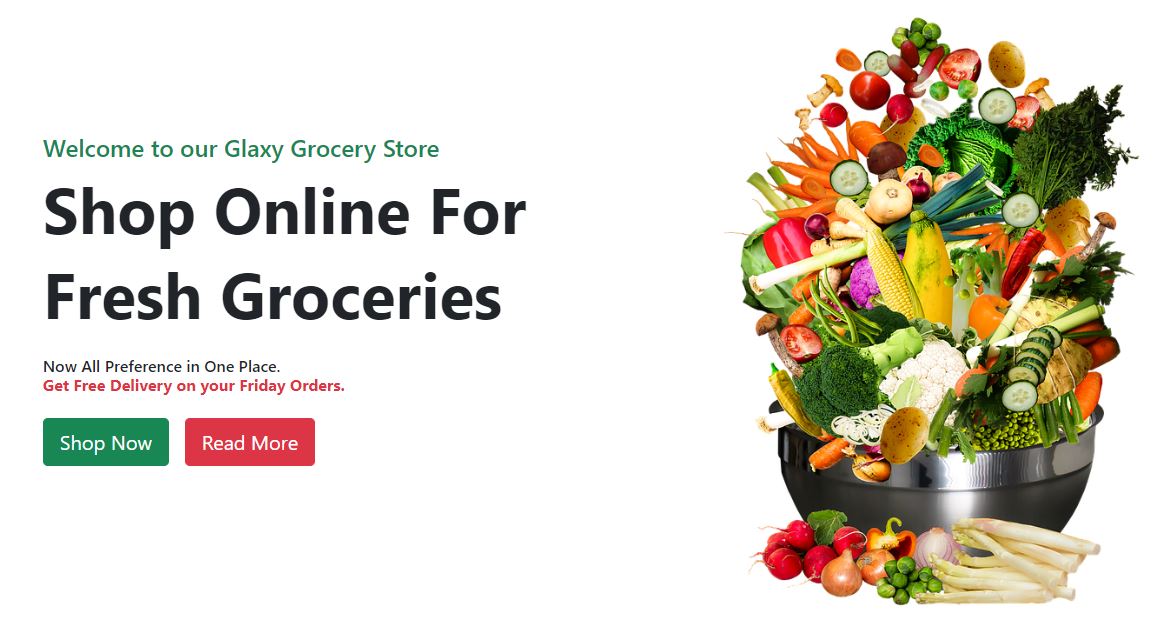 Welcome to our Glaxy Grocery Store
Shop Online For
Fresh Groceries
Now All Preference in One Place.
Get Free Delivery on your Friday Orders.
Shop Now
Read More